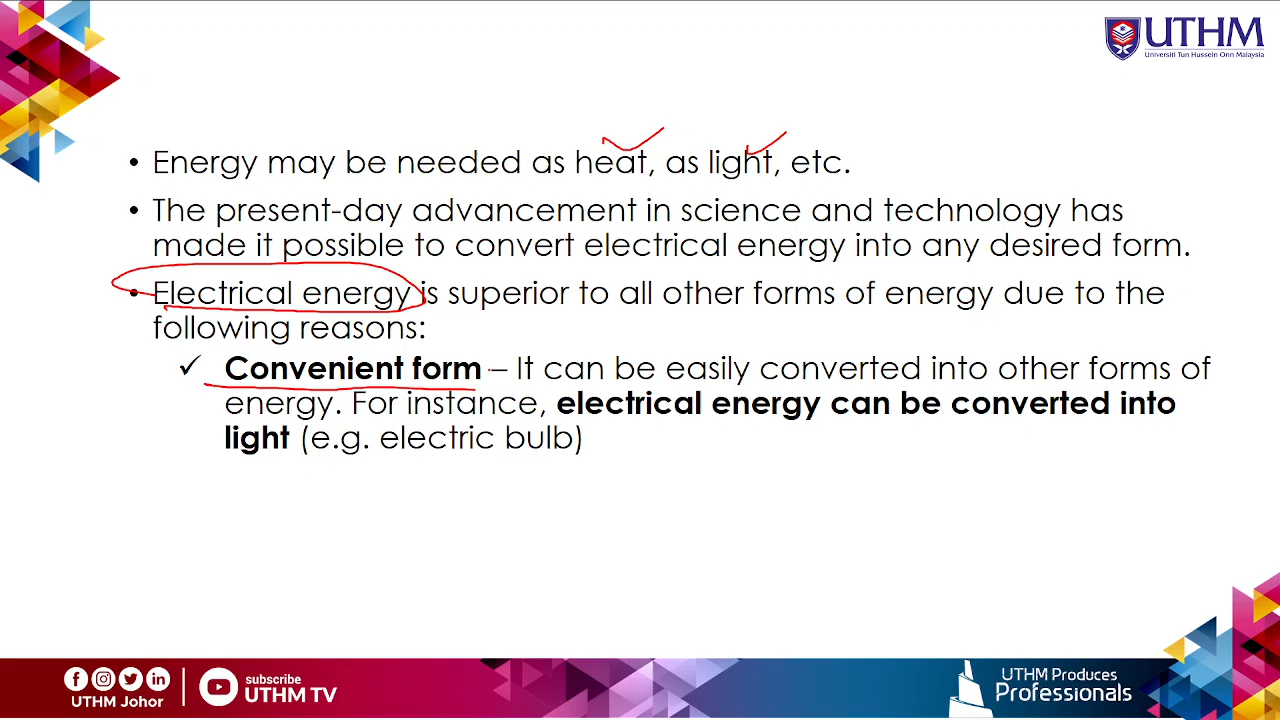 UTHM
Universiti Tun Hussein Onn Malaysia
• Energy may be needed as heat, as light, etc.
• The present-day advancement in science and technology has
made it possible to convert electrical energy into any desired form.
• Electrical energy is superior to all other forms of energy due to the
following reasons:
✓ Convenient form – It can be easily converted into other forms of
energy. For instance, electrical energy can be converted into
light (e.g. electric bulb)
UTHM Johor
subscribe
UTHM TV
UTHM Produces
Professionals